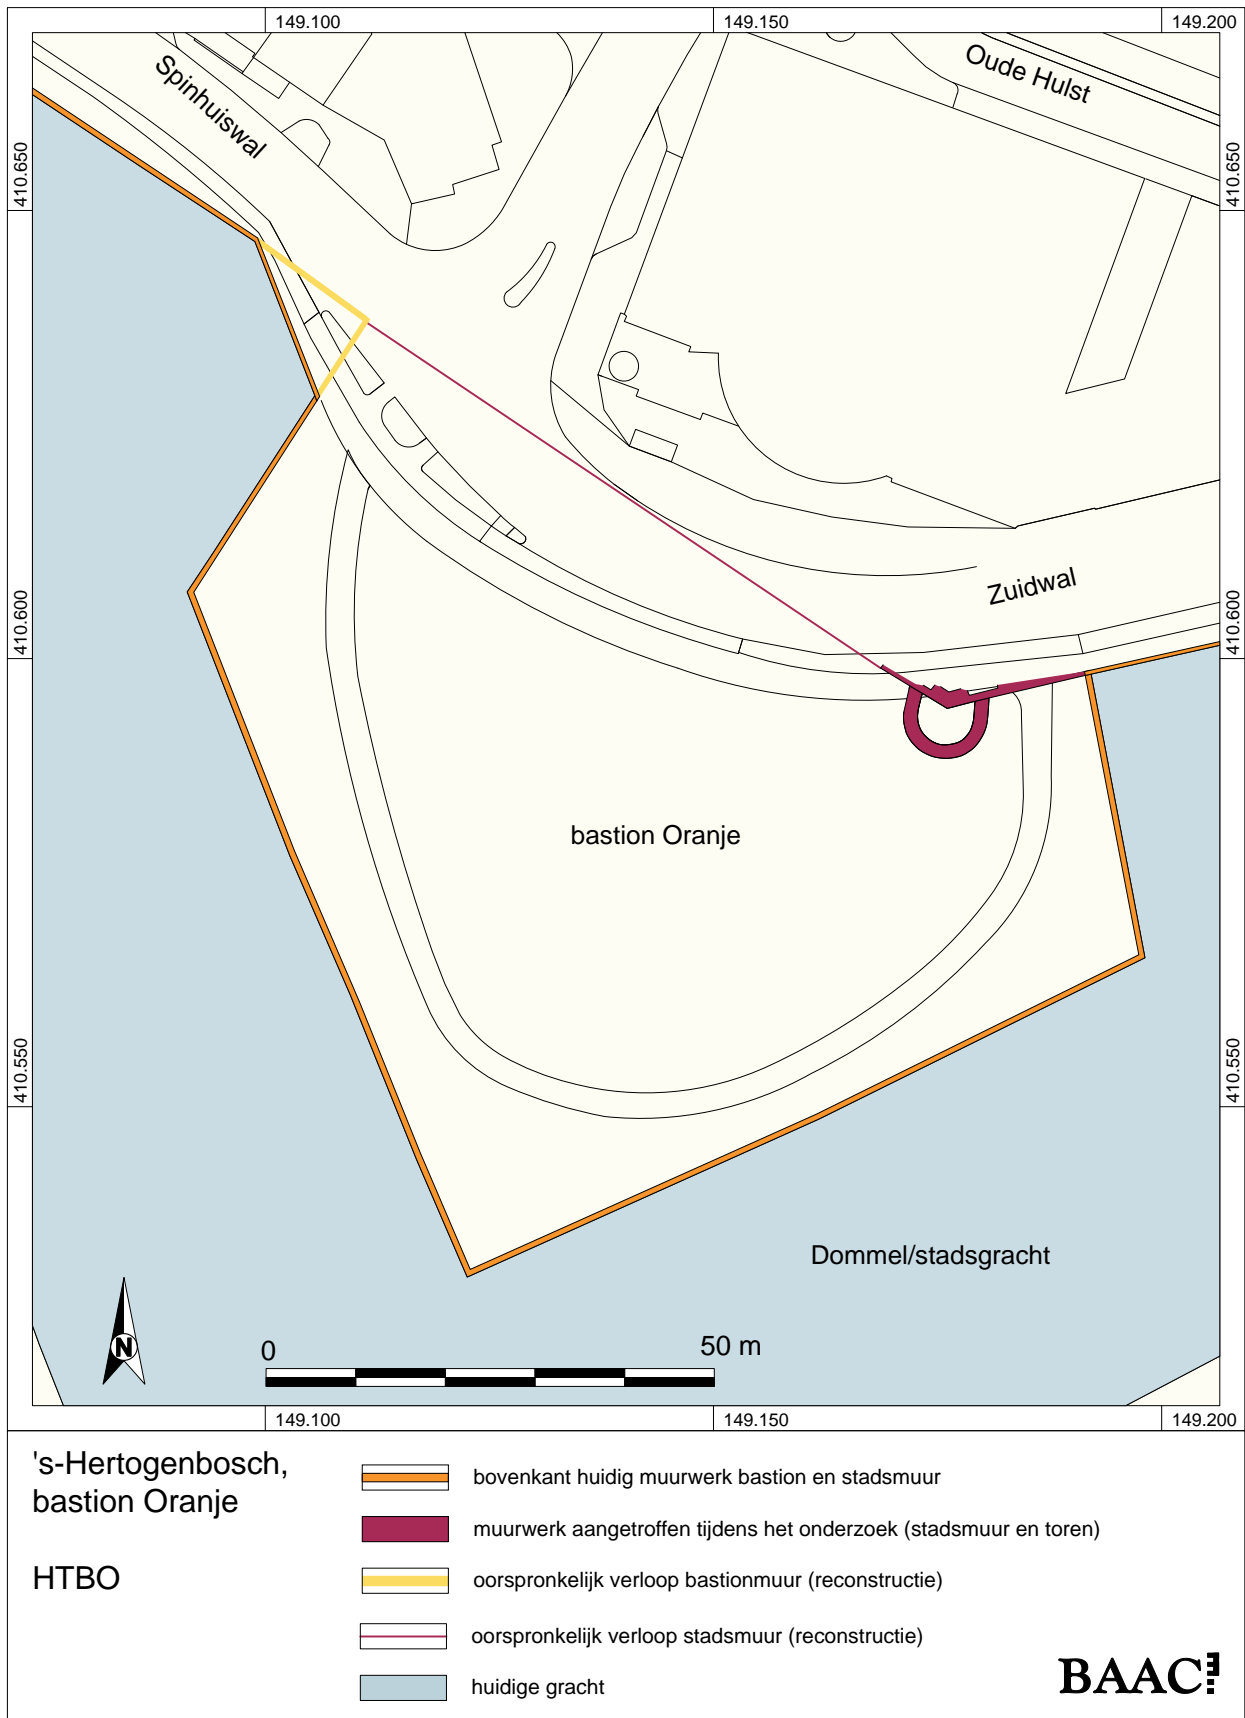 149.100
149.150
149.200
Oude Hulst
Spinhuiswal
410.650
410.650
Zuidwal
410.600
410.600
bastion Oranje
410.550
410.550
Dommel/stadsgracht
N
0
50 m
149.100
149.150
149.200
's-Hertogenbosch,
bastion Oranje
HTBO
bovenkant huidig muurwerk bastion en stadsmuur
muurwerk aangetroffen tijdens het onderzoek (stadsmuur en toren)
oorspronkelijk verloop bastionmuur (reconstructie)
oorspronkelijk verloop stadsmuur (reconstructie)
huidige gracht
BAAC